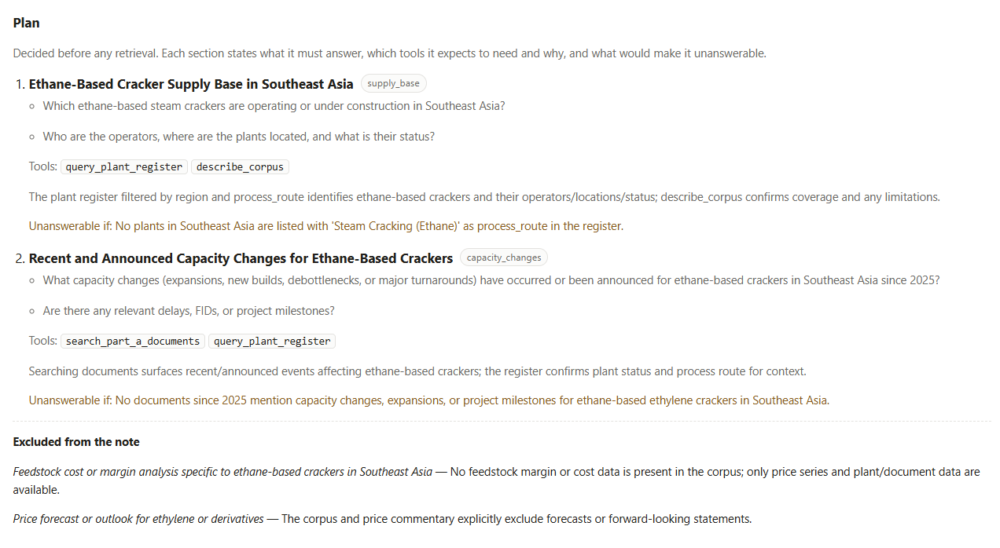 Plan
Decided before any retrieval. Each section states what it must answer, which tools it expects to need and why, and what would make it unanswerable.
1. Ethane-Based Cracker Supply Base in Southeast Asia supply_base
Which ethane-based steam crackers are operating or under construction in Southeast Asia?
Who are the operators, where are the plants located, and what is their status?
Tools: query_plant_register describe_corpus
The plant register filtered by region and process_route identifies ethane-based crackers and their operators/locations/status; describe_corpus confirms coverage and any limitations.
Unanswerable if: No plants in Southeast Asia are listed with 'Steam Cracking (Ethane)' as process_route in the register.
2. Recent and Announced Capacity Changes for Ethane-Based Crackers capacity_changes
What capacity changes (expansions, new builds, debottlenecks, or major turnarounds) have occurred or been announced for ethane-based crackers in Southeast Asia since 2025?
Are there any relevant delays, FIDs, or project milestones?
Tools: search_part_a_documents query_plant_register
Searching documents surfaces recent/announced events affecting ethane-based crackers; the register confirms plant status and process route for context.
Unanswerable if: No documents since 2025 mention capacity changes, expansions, or project milestones for ethane-based ethylene crackers in Southeast Asia.
Excluded from the note
Feedstock cost or margin analysis specific to ethane-based crackers in Southeast Asia — No feedstock margin or cost data is present in the corpus; only price series and plant/document data are
available.
Price forecast or outlook for ethylene or derivatives — The corpus and price commentary explicitly exclude forecasts or forward-looking statements.